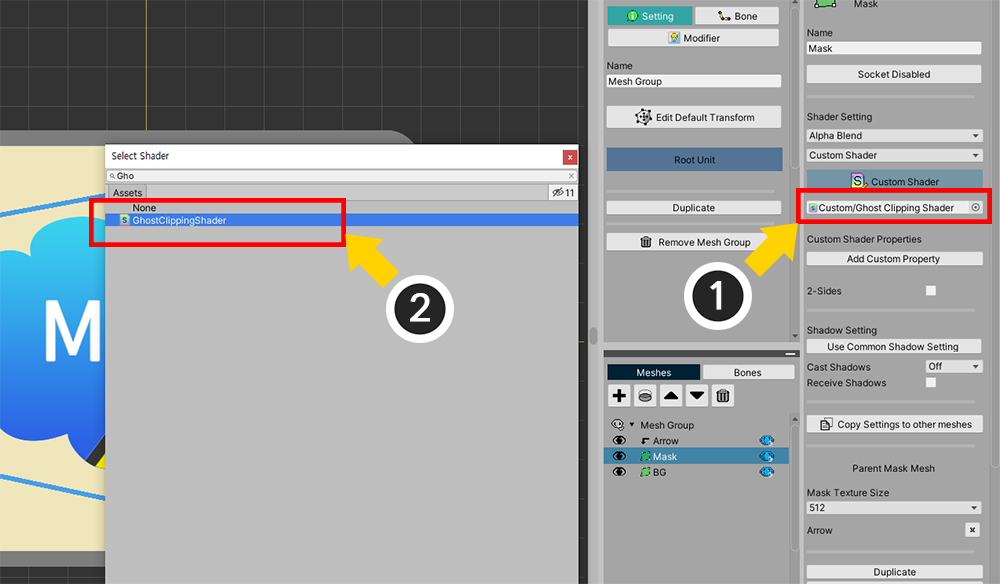 Select Shader
x
Gho
×
Assets
11
None
S GhostClippingShader
M
2
Setting
Bone
Modifier
Name
Mesh Group
Edit Default Transform
Root Unit
Duplicate
Remove Mesh Group
1
Meshes
Bones
Mesh Group
Arrow
Mask
BG
Mask
Name
Mask
Socket Disabled
Shader Setting
Alpha Blend
Custom Shader
S Custom Shader
S Custom/Ghost Clipping Shader
Custom Shader Properties
Add Custom Property
2-Sides
Shadow Setting
Use Common Shadow Setting
Cast Shadows
Off
Receive Shadows
Copy Settings to other meshes
Parent Mask Mesh
Mask Texture Size
512
Arrow
Duplicate